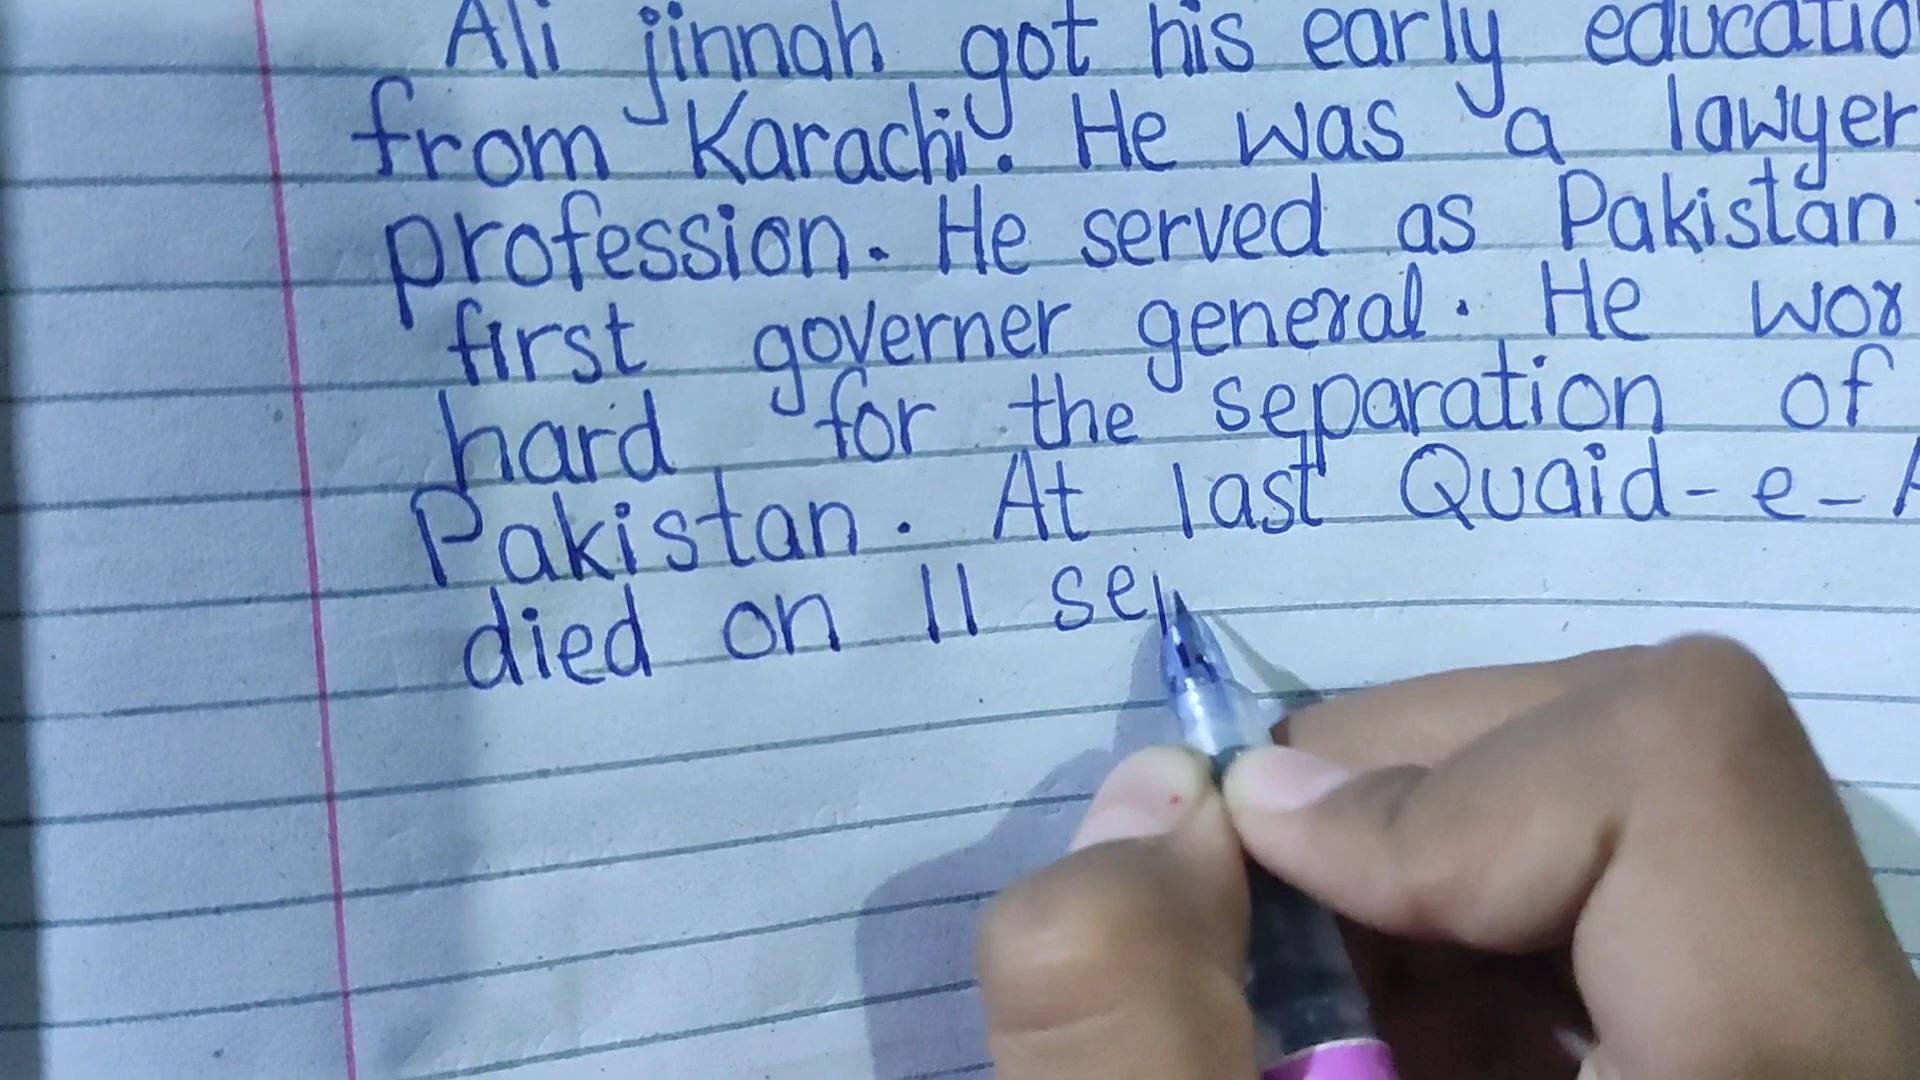 Ali jinnah got his early educatio
from Karachi. He was a lawyer
profession. He served as Pakistan
first governer general. He wor
hard for the separation of
Pakistan. At last Quaid-e-A
died on 11 sep